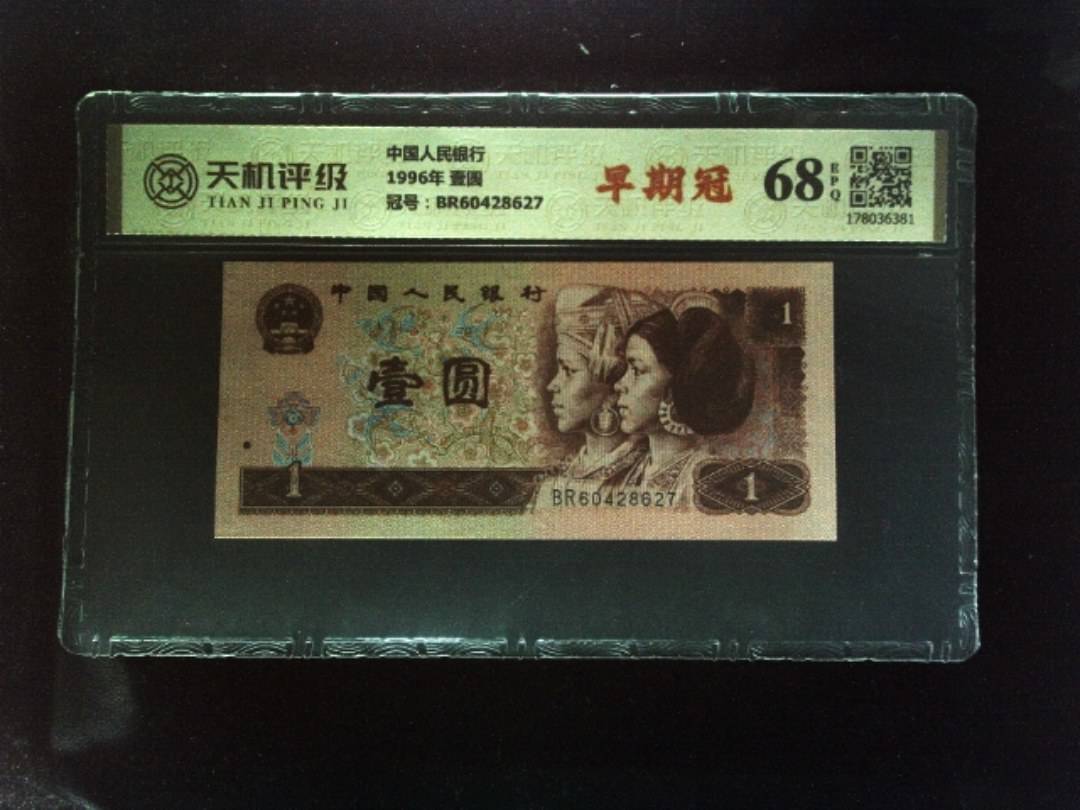 天机评级
TIAN JI PING JI
中国人民银行
1996年 壹圆
冠号：BR60428627
早期冠
68
EPQ
178036381
中国人民银行
1
壹圆
1
BR60428627
1